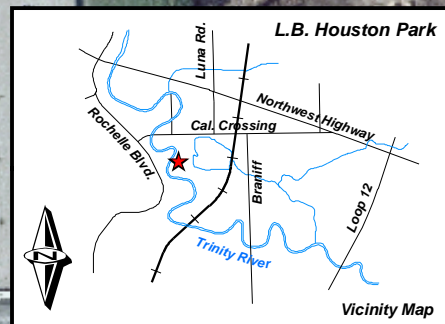 L.B. Houston Park
Luna Rd.
Northwest Highway
Rochelle Blvd.
Cal. Crossing
Braniff
Loop 12
Trinity River
N
Vicinity Map